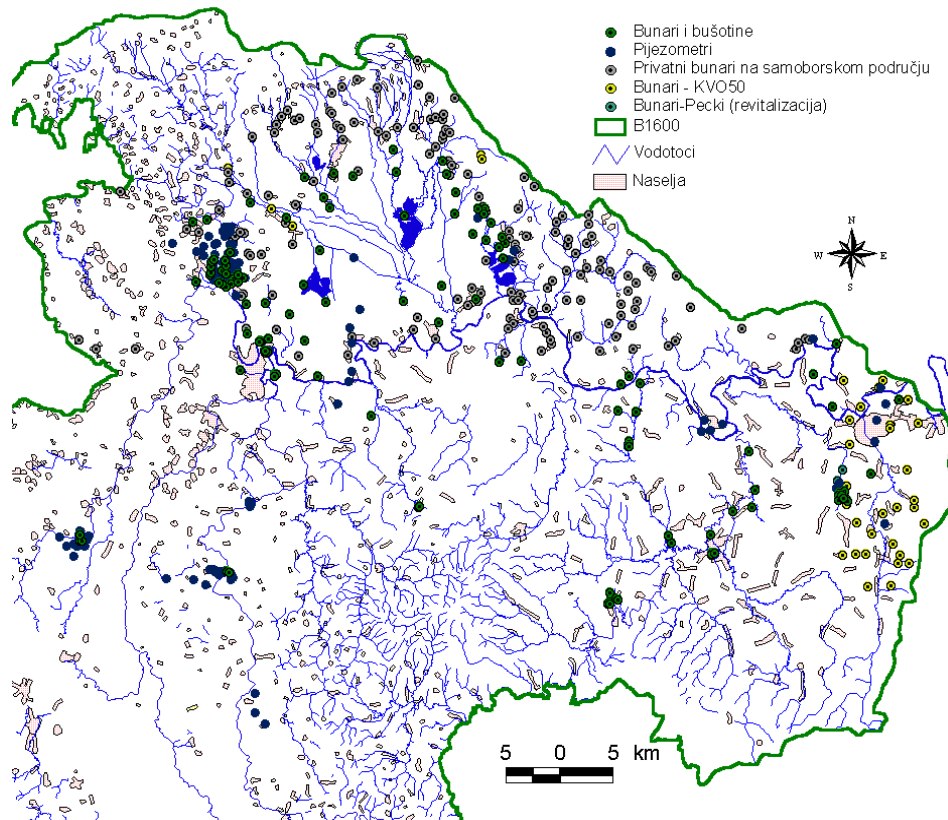 Bunari i bušotine
Pijezometri
Privatni bunari na samoborskom području
Bunari - KVO50
Bunari-Pecki (revitalizacija)
B1600
Vodotoci
Naselja
N
W E
S
5 0 5 km